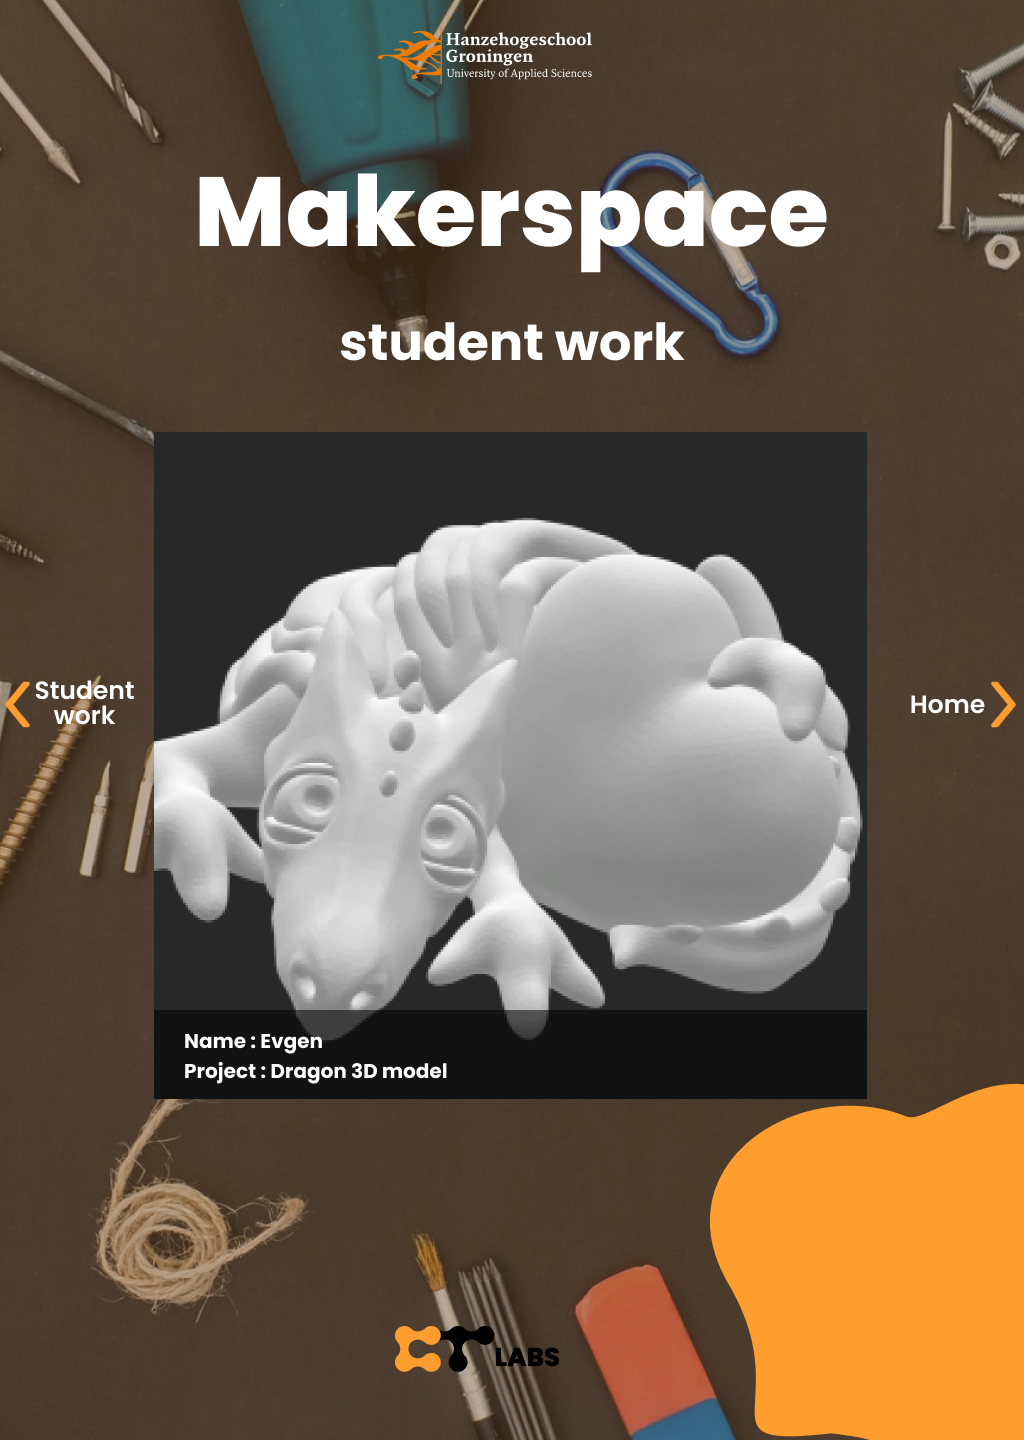 Hanzehogeschool
Groningen
University of Applied Sciences
Makerspace
student work
Student
work
Home
Name : Evgen
Project : Dragon 3D model
CT LABS